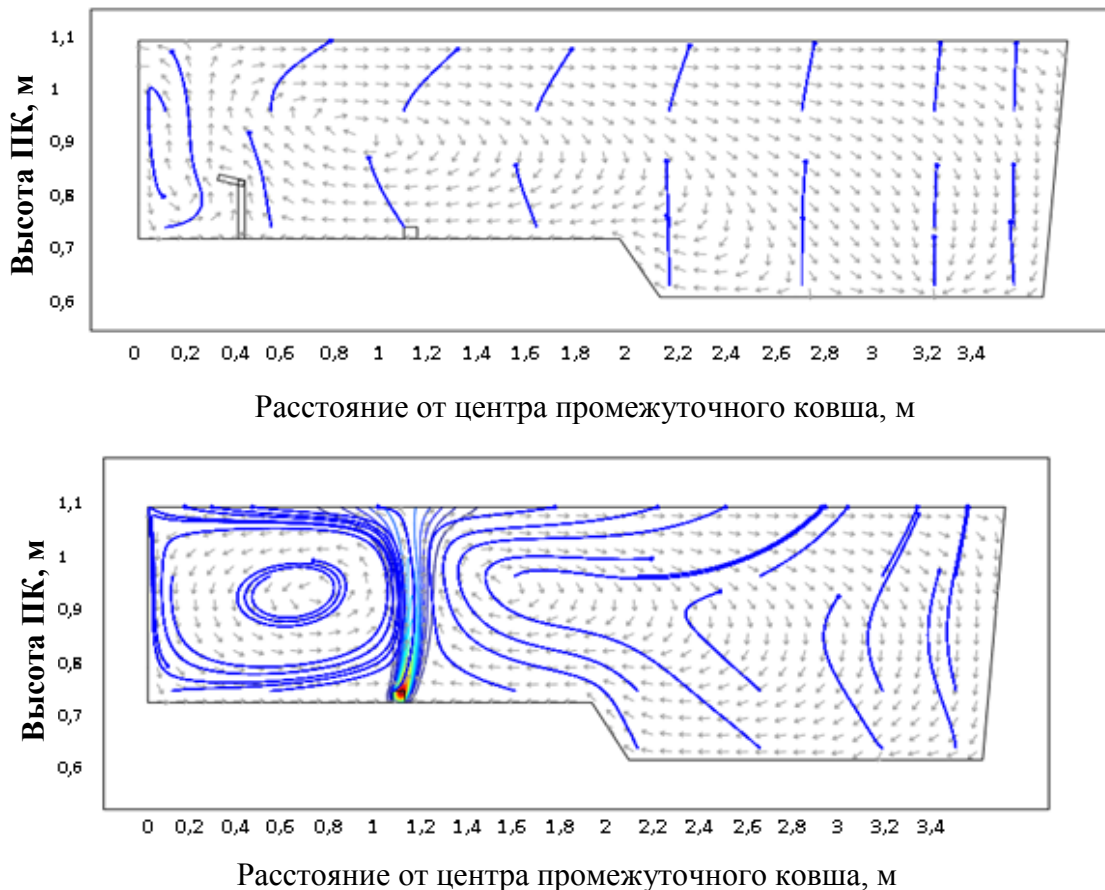 Высота ПК, м
1,1
1
0,9
0,8
0,7
0,6
0 0,2 0,4 0,6 0,8 1 1,2 1,4 1,6 1,8 2 2,2 2,4 2,6 2,8 3 3,2 3,4
Расстояние от центра промежуточного ковша, м
Высота ПК, м
1,1
1
0,9
0,8
0,7
0,6
0 0,2 0,4 0,6 0,8 1 1,2 1,4 1,6 1,8 2 2,2 2,4 2,6 2,8 3 3,2 3,4
Расстояние от центра промежуточного ковша, м